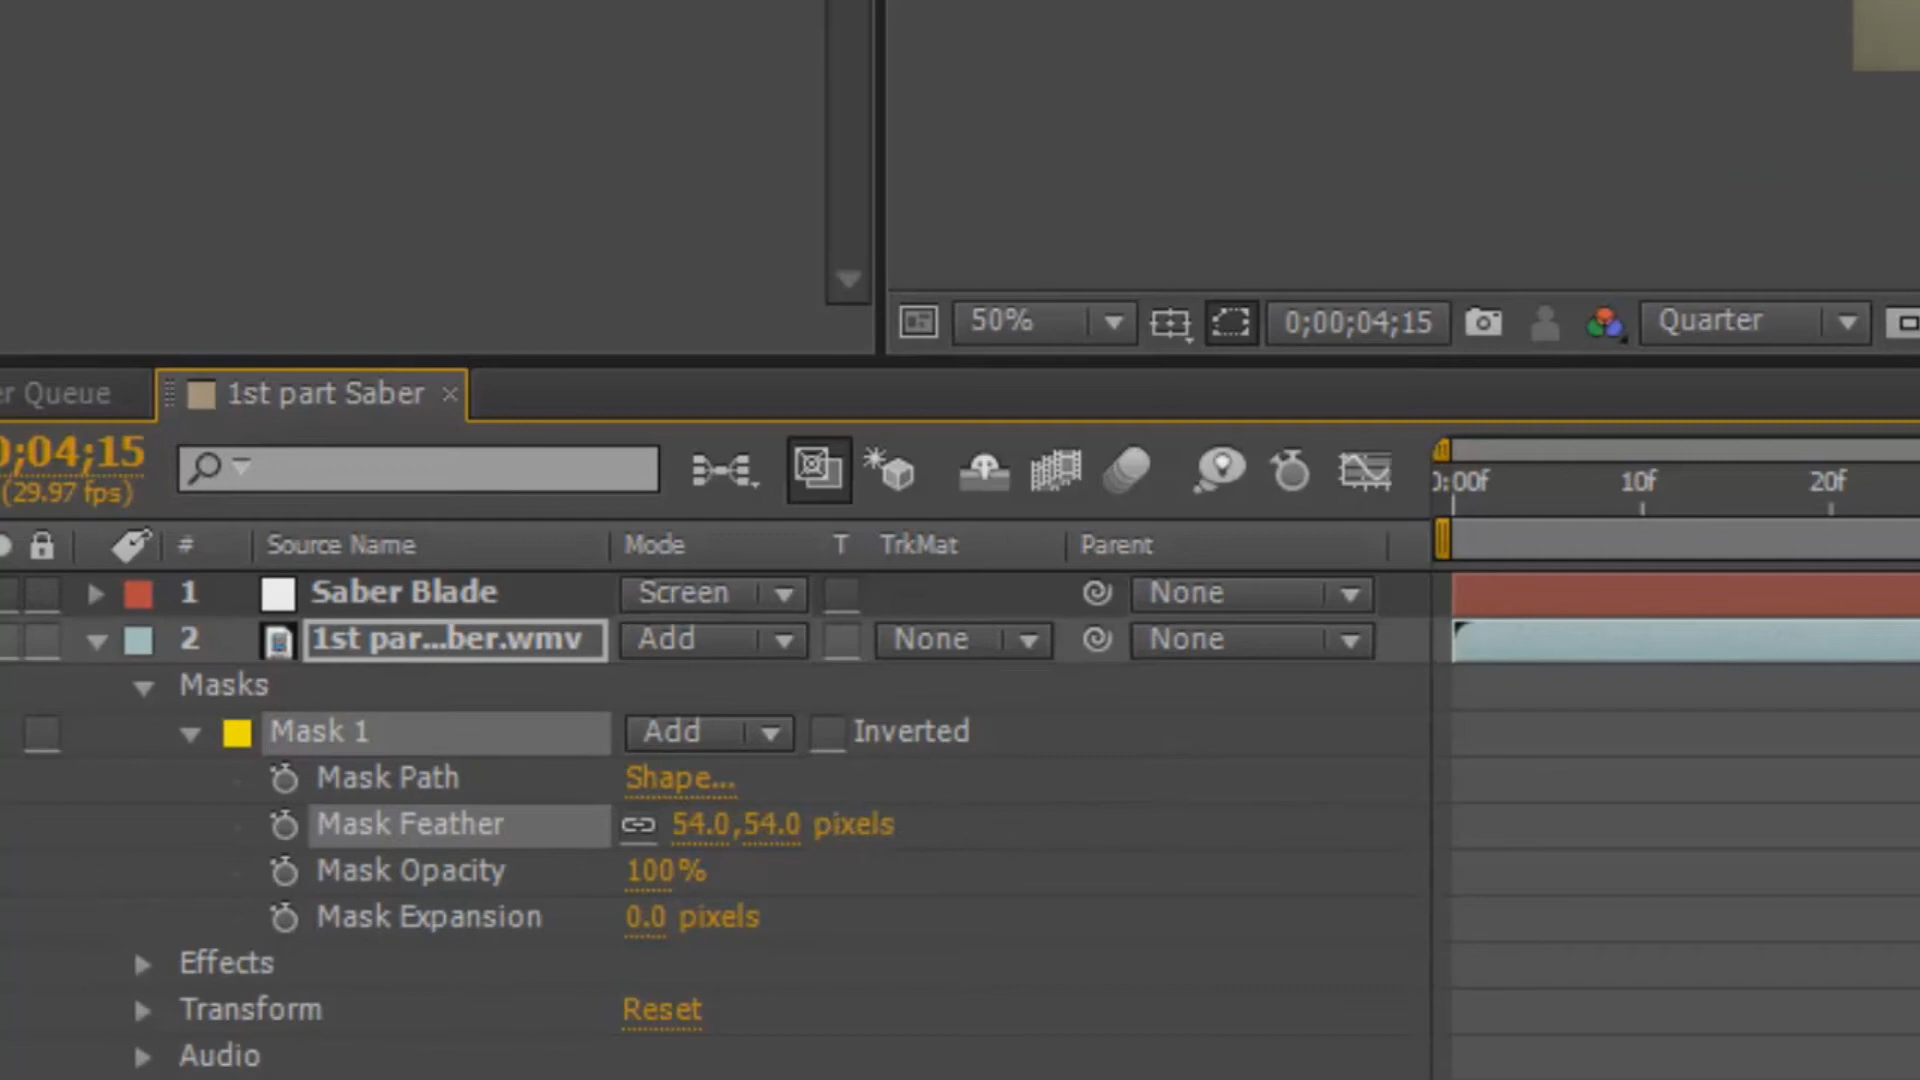 50%
0;00;04;15
Quarter
er Queue
1st part Saber ×
0;04;15
(29.97 fps)
0:00f 10f 20f
# Source Name Mode T TrkMat Parent
1 Saber Blade Screen None
2 1st par...ber.wmv Add None None
Masks
Mask 1 Add Inverted
Mask Path Shape...
Mask Feather 54.0,54.0 pixels
Mask Opacity 100%
Mask Expansion 0.0 pixels
Effects
Transform Reset
Audio